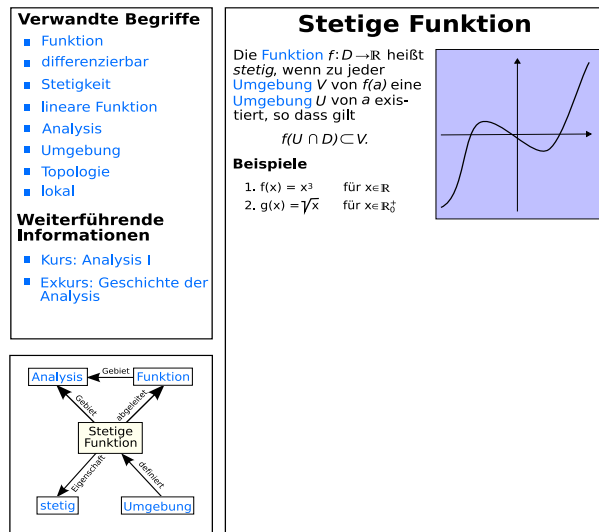 Verwandte Begriffe
Funktion
differenzierbar
Stetigkeit
lineare Funktion
Analysis
Umgebung
Topologie
lokal
Weiterführende
Informationen
Kurs: Analysis I
Exkurs: Geschichte der
Analysis
Stetige Funktion
Die Funktion f: D→ℝ heißt
stetig, wenn zu jeder
Umgebung V von f(a) eine
Umgebung U von a exis-
tiert, so dass gilt
f(U ∩ D)⊂V.
Beispiele
1. f(x) = x³ für x∈ℝ
2. g(x) =√x für x∈ℝ₀⁺
Analysis
Gebiet
Funktion
Gebiet
abgeleitet
Stetige
Funktion
Eigenschaft
definiert
stetig
Umgebung